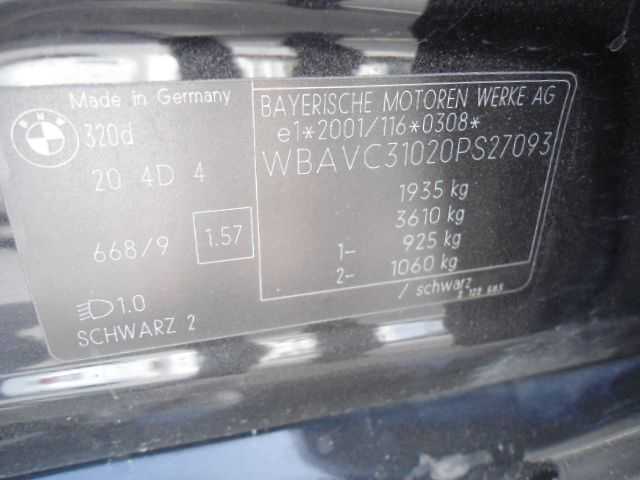 Made in Germany
BMW
320d
20 4D 4
668/9
1.57
1.0
SCHWARZ 2
BAYERISCHE MOTOREN WERKE AG
e1*2001/116*0308*
WBAVC31020PS27093
1935 kg
3610 kg
1- 925 kg
2- 1060 kg
/ schwarz